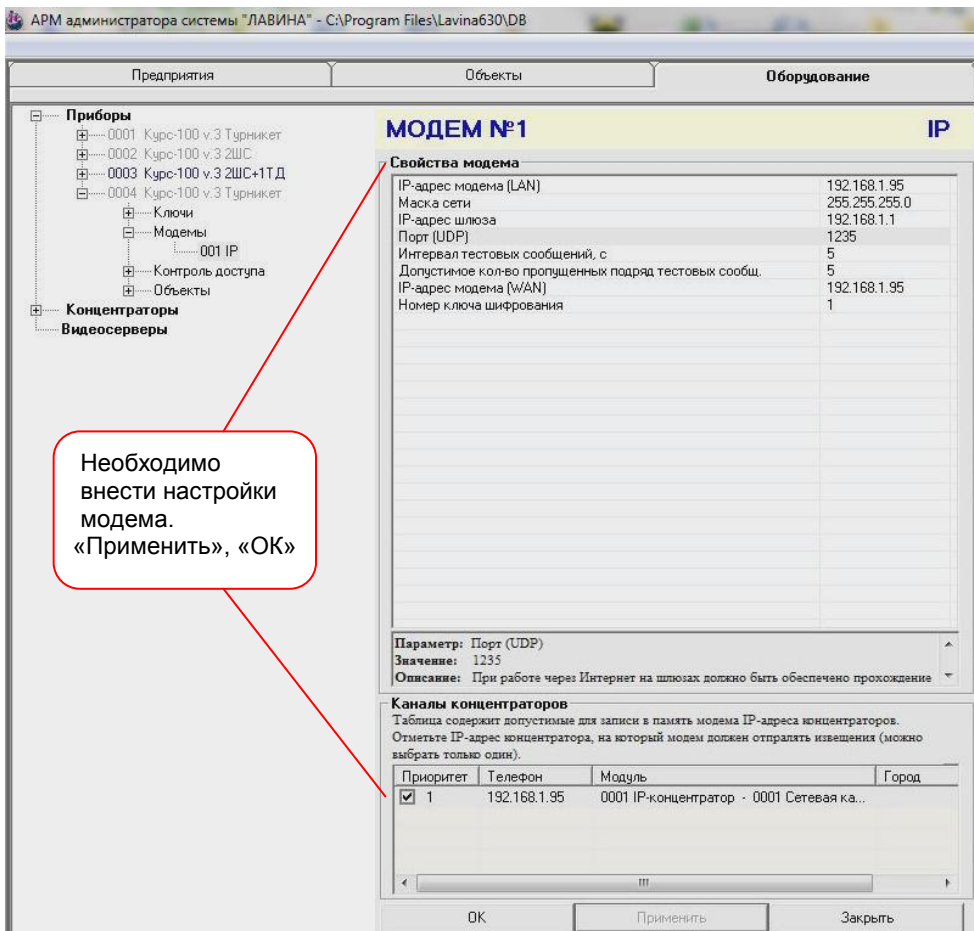 АРМ администратора системы "ЛАВИНА" - C:\Program Files\Lavina630\DB
Предприятия Объекты Оборудование
Приборы
0001 Курс-100 v.3 Турникет
0002 Курс-100 v.3 2ШС
0003 Курс-100 v.3 2ШС+1ТД
0004 Курс-100 v.3 Турникет
Ключи
Модемы
001 IP
Контроль доступа
Объекты
Концентраторы
Видеосерверы
Необходимо
внести настройки
модема.
«Применить», «ОК»
МОДЕМ №1 IP
Свойства модема
IP-адрес модема (LAN) 192.168.1.95
Маска сети 255.255.255.0
IP-адрес шлюза 192.168.1.1
Порт (UDP) 1235
Интервал тестовых сообщений, с 5
Допустимое кол-во пропущенных подряд тестовых сообщ. 5
IP-адрес модема (WAN) 192.168.1.95
Номер ключа шифрования 1
Параметр: Порт (UDP)
Значение: 1235
Описание: При работе через Интернет на шлюзах должно быть обеспечено прохождение
Каналы концентраторов
Таблица содержит допустимые для записи в память модема IP-адреса концентраторов.
Отметьте IP-адрес концентратора, на который модем должен отпралять извещения (можно
выбрать только один).
Приоритет Телефон Модуль Город
1 192.168.1.95 0001 IP-концентратор - 0001 Сетевая ка...
OK Применить Закрыть